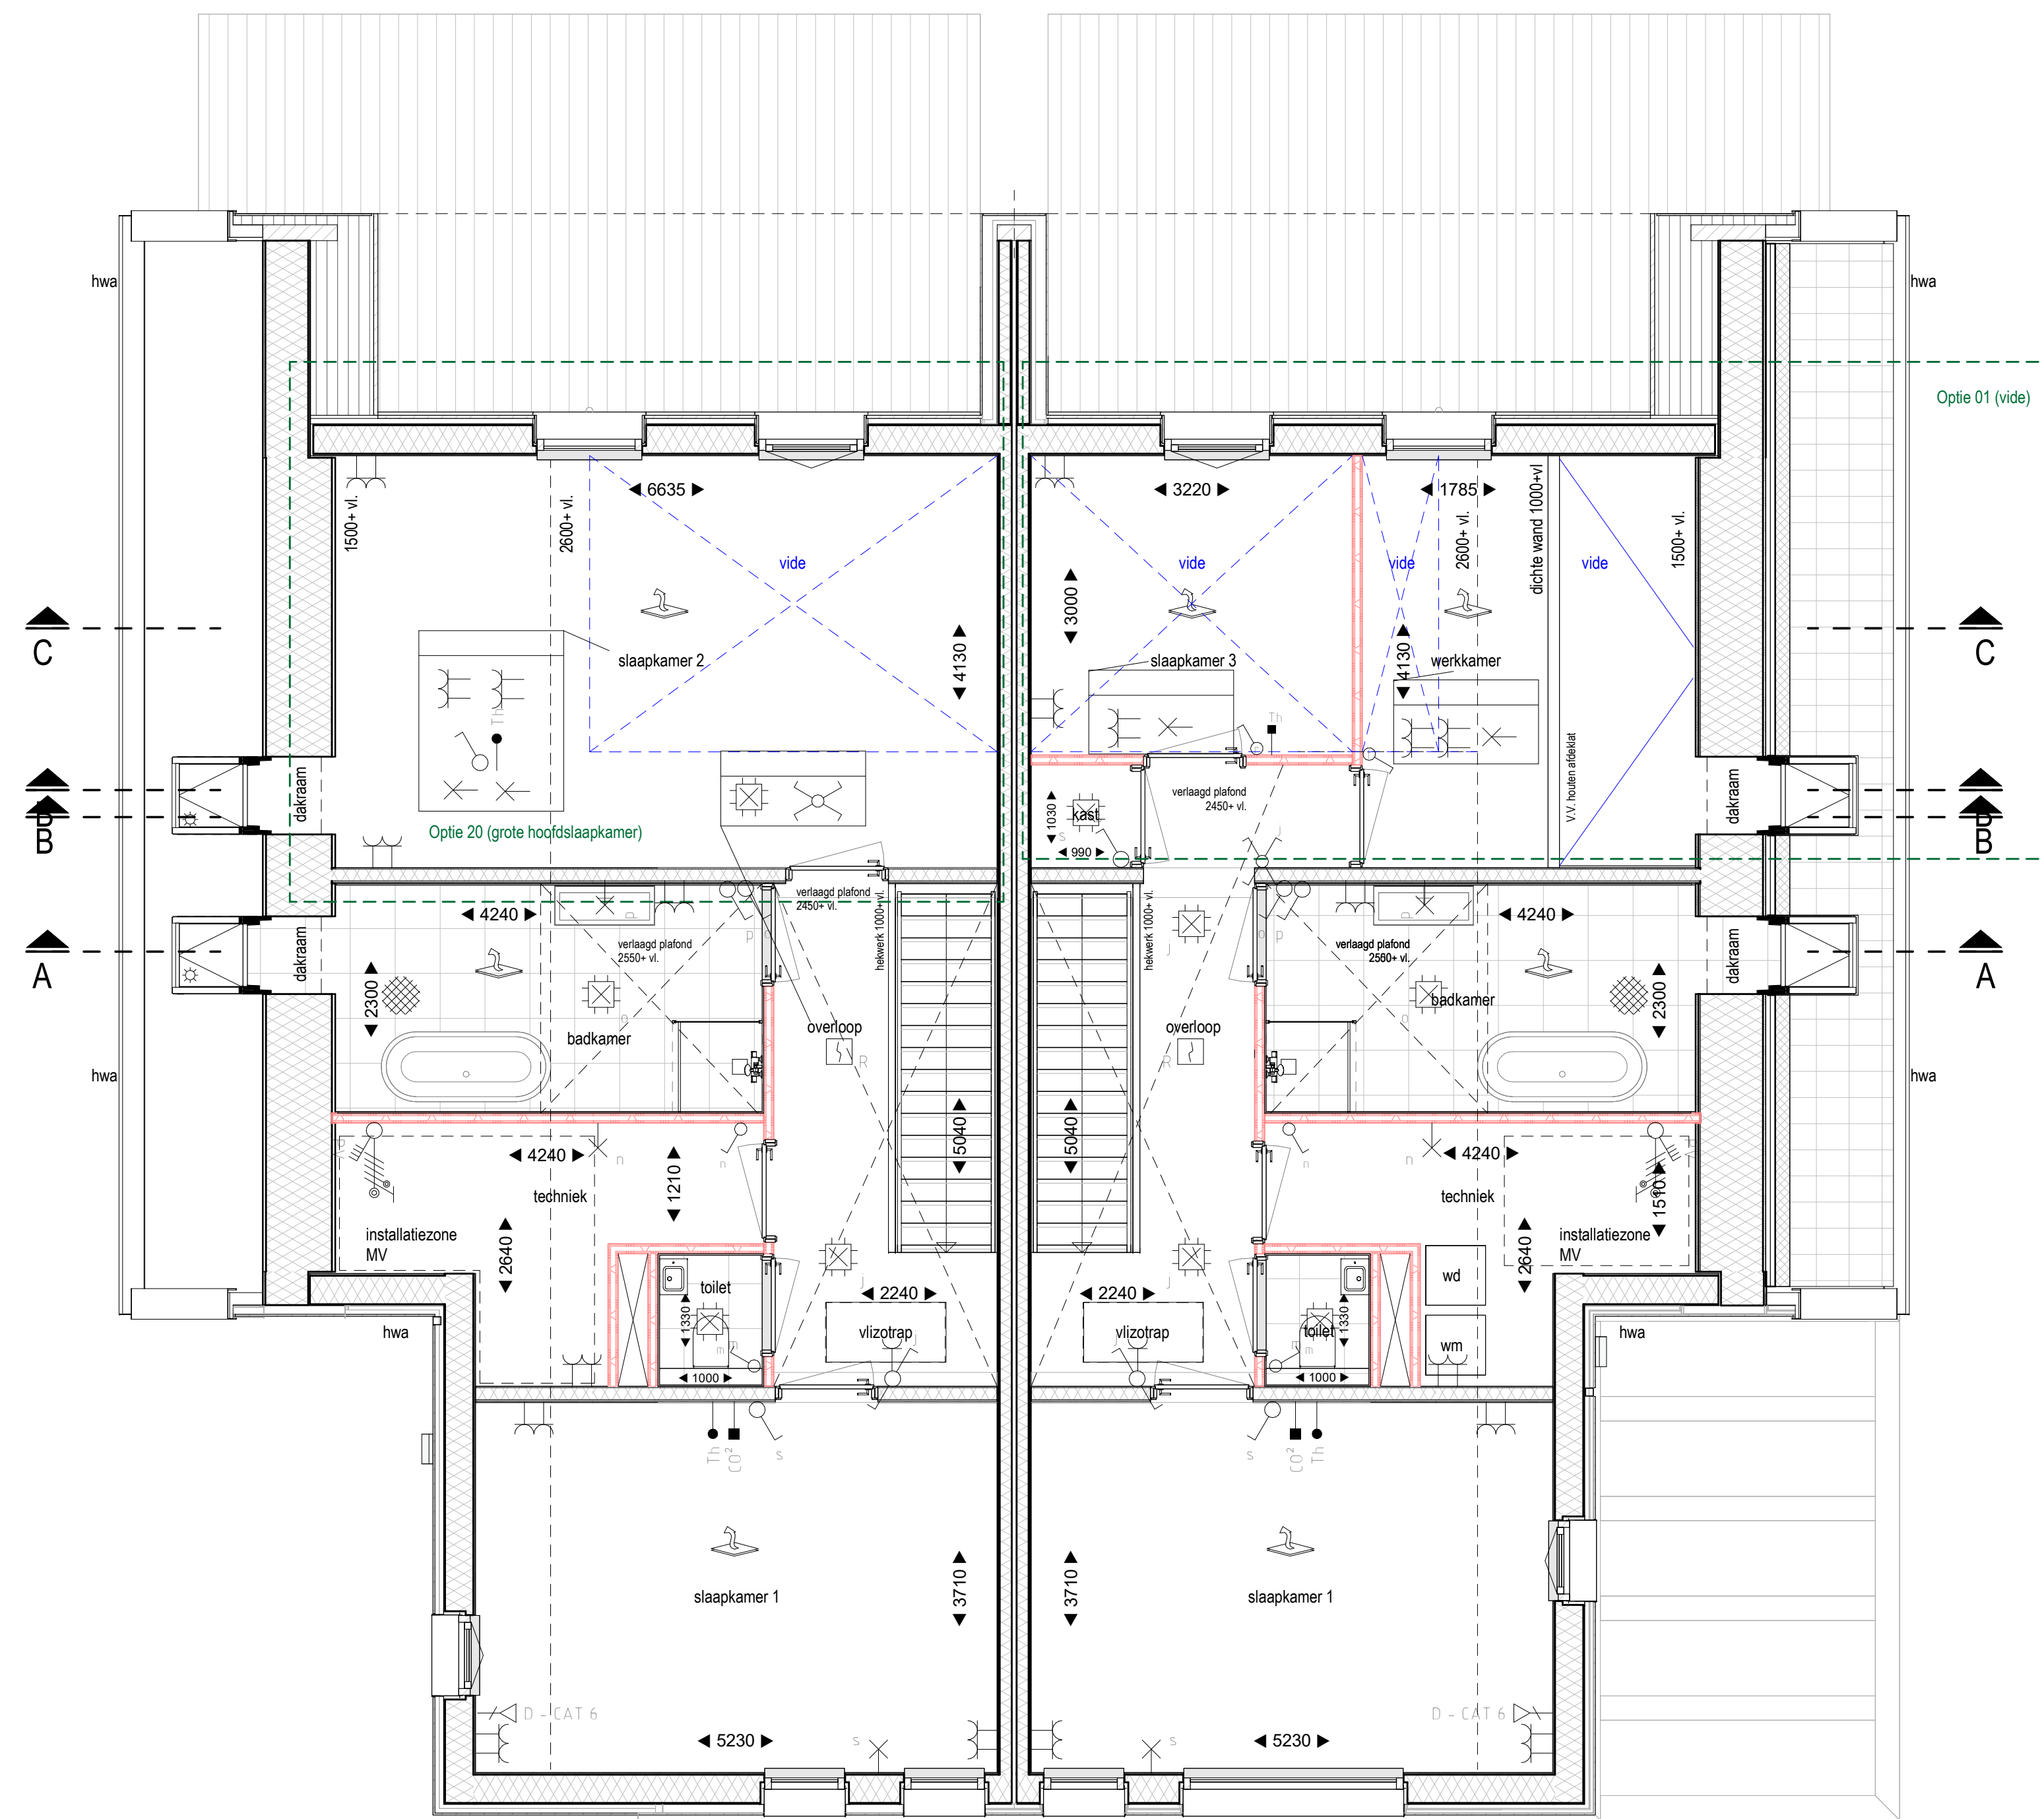 hwa
hwa
Optie 01 (vide)
6635
3220
1785
1500+ vl.
2600+ vl.
2600+ vl.
dichte wand 1000+vl
1500+ vl.
vide
vide
vide
vide
3000
4130
4130
C
slaapkamer 2
slaapkamer 3
werkkamer
C
Th
Th
V.V. houten afdeklat
dakraam
verlaagd plafond
2450+ vl.
dakraam
1030
kast
990
s
J
B
B
Optie 20 (grote hoofdslaapkamer)
verlaagd plafond
2450+ vl.
hekwerk 1000+ vl.
hekwerk 1000+ vl.
4240
4240
p
o
p
o
p
p
verlaagd plafond
2550+ vl.
verlaagd plafond
2550+ vl.
dakraam
dakraam
A
A
J
2300
2300
badkamer
badkamer
o
o
overloop
overloop
R
R
hwa
hwa
5040
5040
4240
4240
n
n
n
n
1210
1510
techniek
techniek
installatiezone
MV
installatiezone
MV
2640
2640
toilet
toilet
wd
wm
1330
1330
m
m
1000
1000
J
J
2240
2240
vlizotrap
vlizotrap
J
hwa
hwa
Th
CO²
s
s
CO²
Th
slaapkamer 1
slaapkamer 1
3710
3710
D - CAT 6
D - CAT 6
5230
5230
s
s